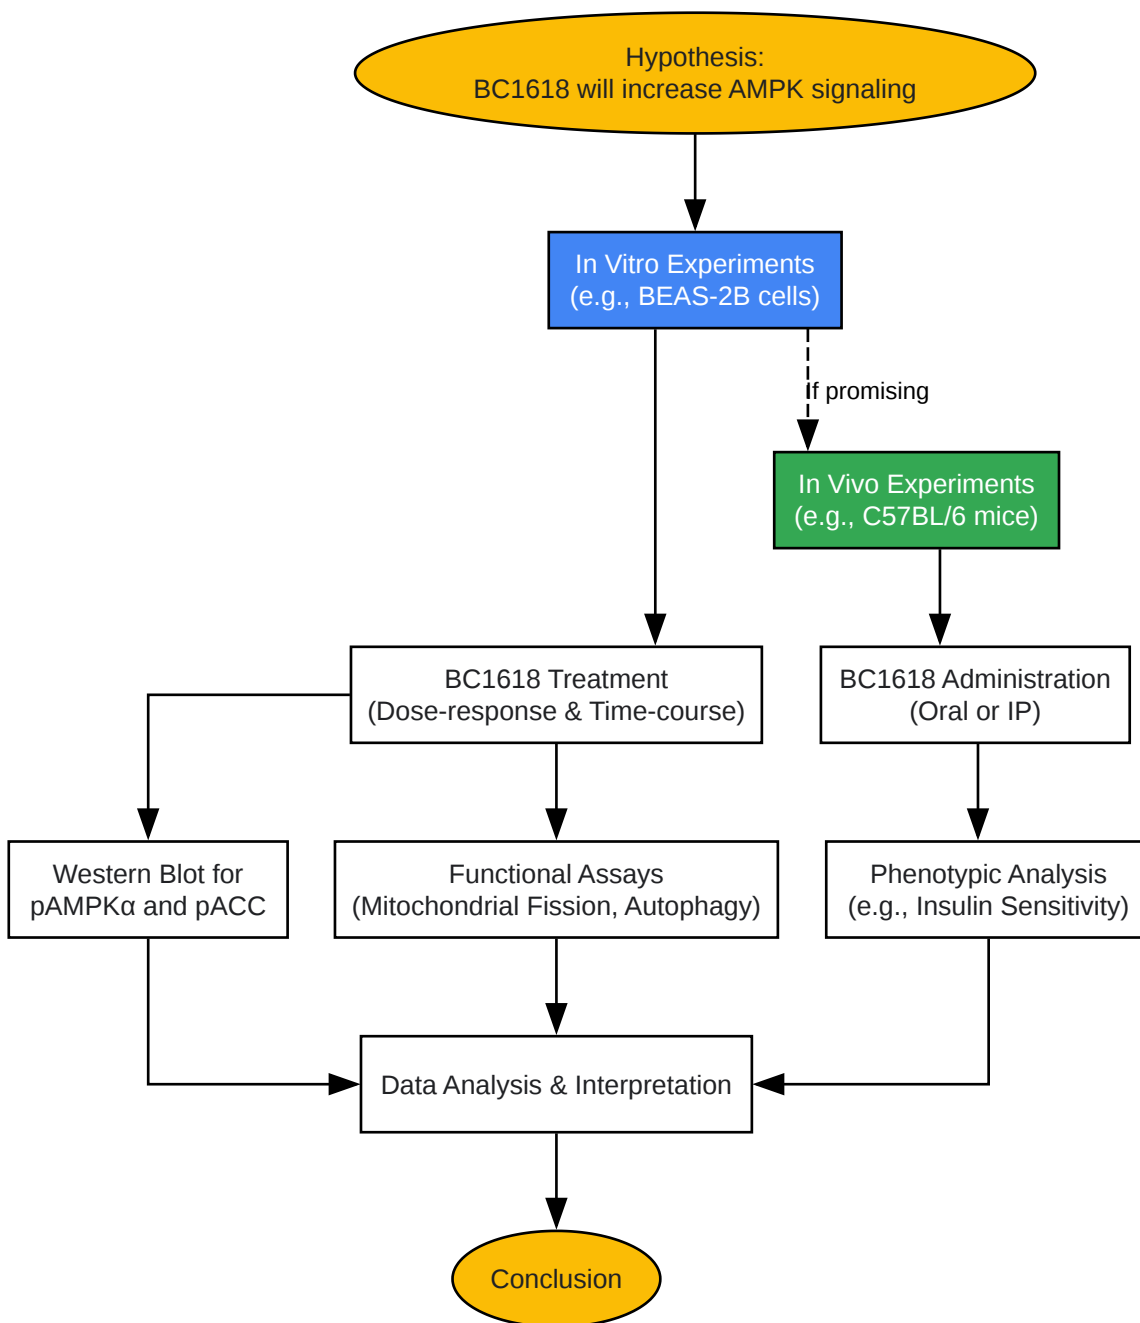 Hypothesis:
BC1618 will increase AMPK signaling
In Vitro Experiments
(e.g., BEAS-2B cells)
If promising
In Vivo Experiments
(e.g., C57BL/6 mice)
BC1618 Treatment
(Dose-response & Time-course)
BC1618 Administration
(Oral or IP)
Western Blot for
pAMPKα and pACC
Functional Assays
(Mitochondrial Fission, Autophagy)
Phenotypic Analysis
(e.g., Insulin Sensitivity)
Data Analysis & Interpretation
Conclusion